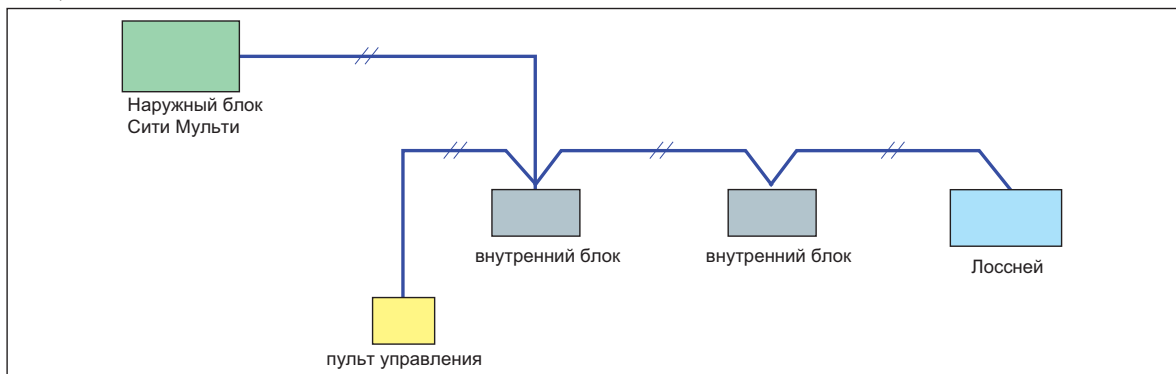 Наружный блок
Сити Мульти
внутренний блок
внутренний блок
Лоссней
пульт управления